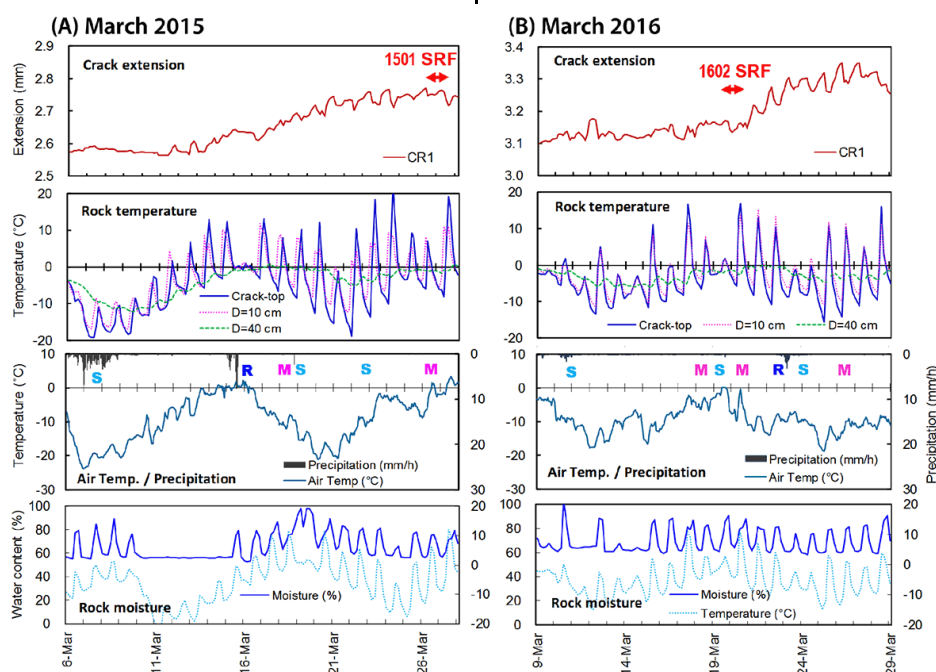 (A) March 2015
2.9
2.8
2.7
2.6
2.5
Extension (mm)
Crack extension
1501 SRF
CR1
20
10
0
-10
-20
Temperature (°C)
Rock temperature
Crack-top
D=10 cm
D=40 cm
10
0
-10
-20
-30
Temperature (°C)
S
R
M
S
S
M
0
10
20
30
Precipitation (mm/h)
Air Temp (°C)
Air Temp. / Precipitation
100
80
60
40
20
0
Water content (%)
20
10
0
-10
-20
Moisture (%)
Rock moisture
6-Mar
11-Mar
16-Mar
21-Mar
26-Mar
(B) March 2016
3.4
3.3
3.2
3.1
3.0
Crack extension
1602 SRF
CR1
20
10
0
-10
-20
Rock temperature
Crack-top
D=10 cm
D=40 cm
10
0
-10
-20
-30
S
M
S
M
R
S
M
0
10
20
30
Precipitation (mm/h)
Precipitation (mm/h)
Air Temp (°C)
Air Temp. / Precipitation
100
80
60
40
20
0
20
10
0
-10
-20
Moisture (%)
Temperature (°C)
Rock moisture
9-Mar
14-Mar
19-Mar
24-Mar
29-Mar